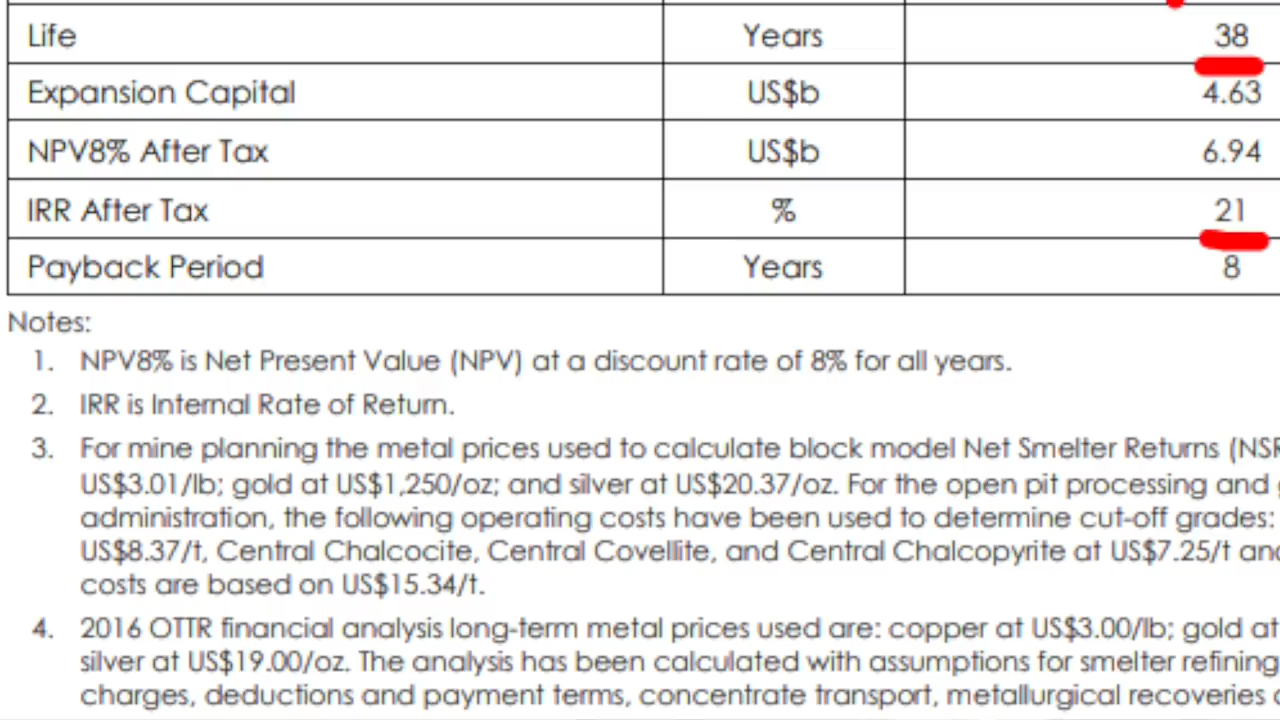 Life Years 38
Expansion Capital US$b 4.63
NPV8% After Tax US$b 6.94
IRR After Tax % 21
Payback Period Years 8
Notes:
1. NPV8% is Net Present Value (NPV) at a discount rate of 8% for all years.
2. IRR is Internal Rate of Return.
3. For mine planning the metal prices used to calculate block model Net Smelter Returns (NSR
US$3.01/lb; gold at US$1,250/oz; and silver at US$20.37/oz. For the open pit processing and
administration, the following operating costs have been used to determine cut-off grades:
US$8.37/t, Central Chalcocite, Central Covellite, and Central Chalcopyrite at US$7.25/t and
costs are based on US$15.34/t.
4. 2016 OTTR financial analysis long-term metal prices used are: copper at US$3.00/lb; gold at
silver at US$19.00/oz. The analysis has been calculated with assumptions for smelter refining
charges, deductions and payment terms, concentrate transport, metallurgical recoveries